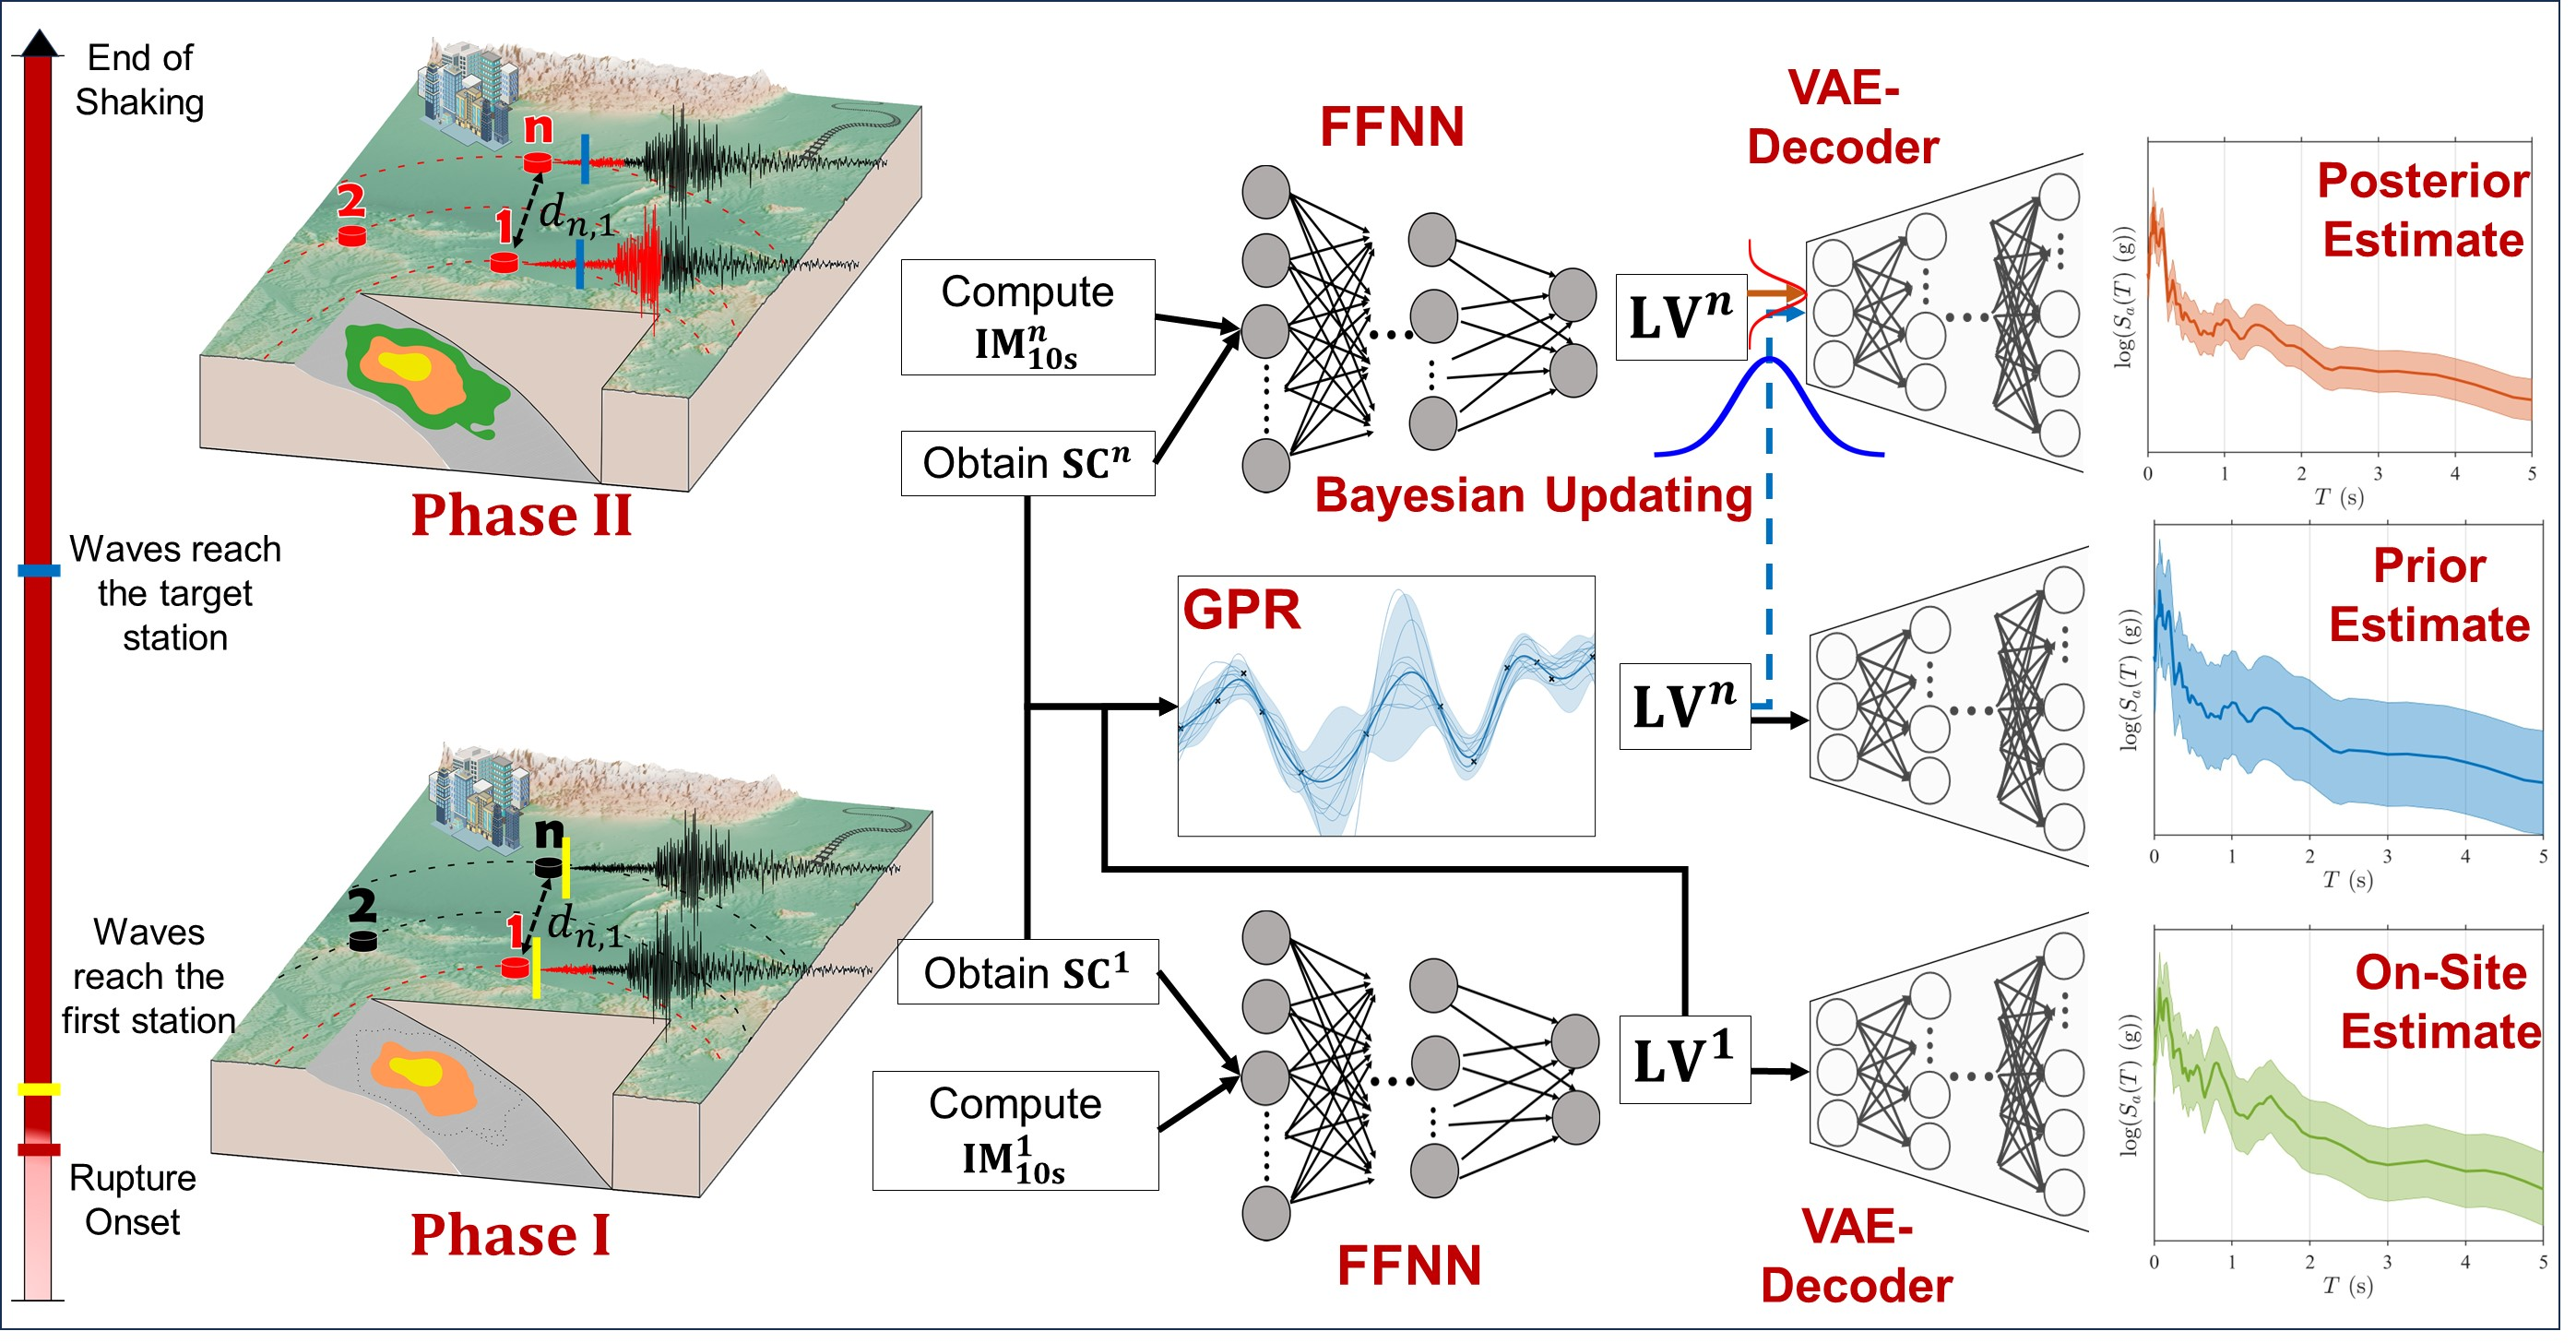 End of
Shaking
Waves reach
the target
station
Waves
reach the
first station
Rupture
Onset
n
2
1
d_{n,1}
Phase II
n
2
1
d_{n,1}
Phase I
Compute
IM^n_{10s}
Obtain SC^n
Obtain SC^1
Compute
IM^1_{10s}
FFNN
Bayesian Updating
GPR
FFNN
LV^n
LV^n
LV^1
VAE-
Decoder
VAE-
Decoder
Posterior
Estimate
log(S_a(T) (g))
0 1 2 3 4 5
T (s)
Prior
Estimate
log(S_a(T) (g))
0 1 2 3 4 5
T (s)
On-Site
Estimate
log(S_a(T) (g))
0 1 2 3 4 5
T (s)